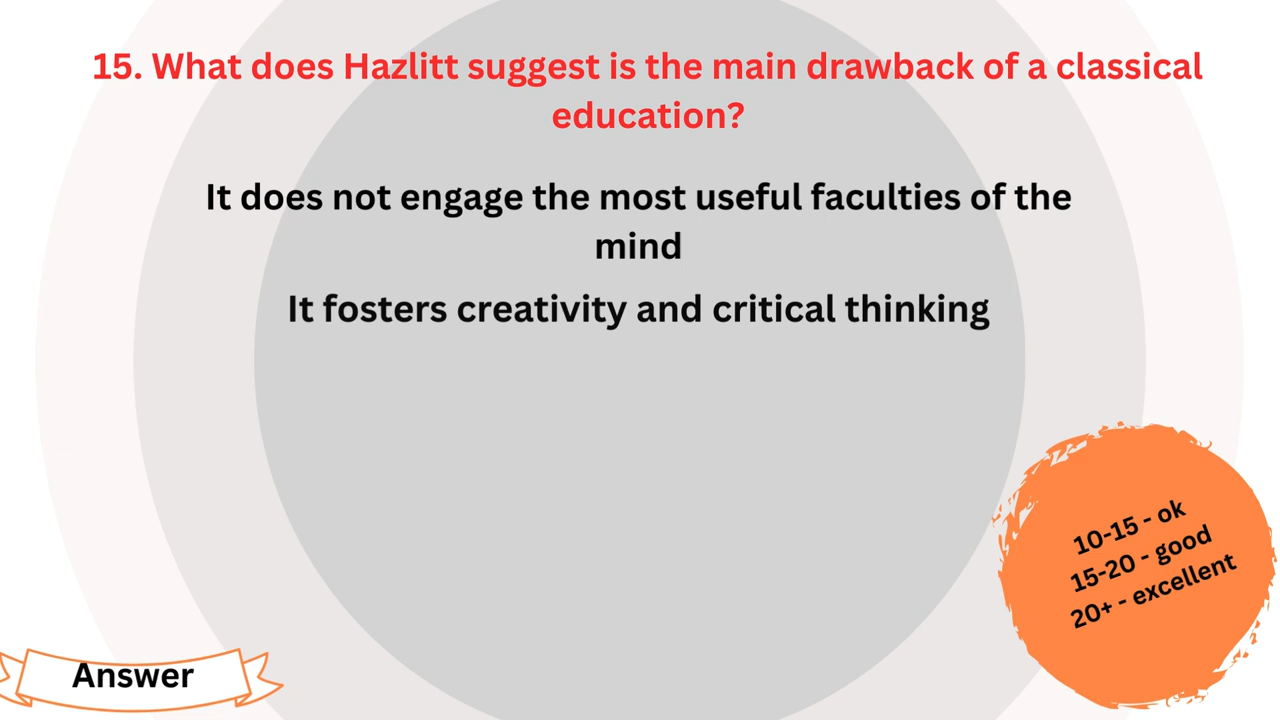 15. What does Hazlitt suggest is the main drawback of a classical
education?
It does not engage the most useful faculties of the
mind
It fosters creativity and critical thinking
10-15 - ok
15-20 - good
20+ - excellent
Answer